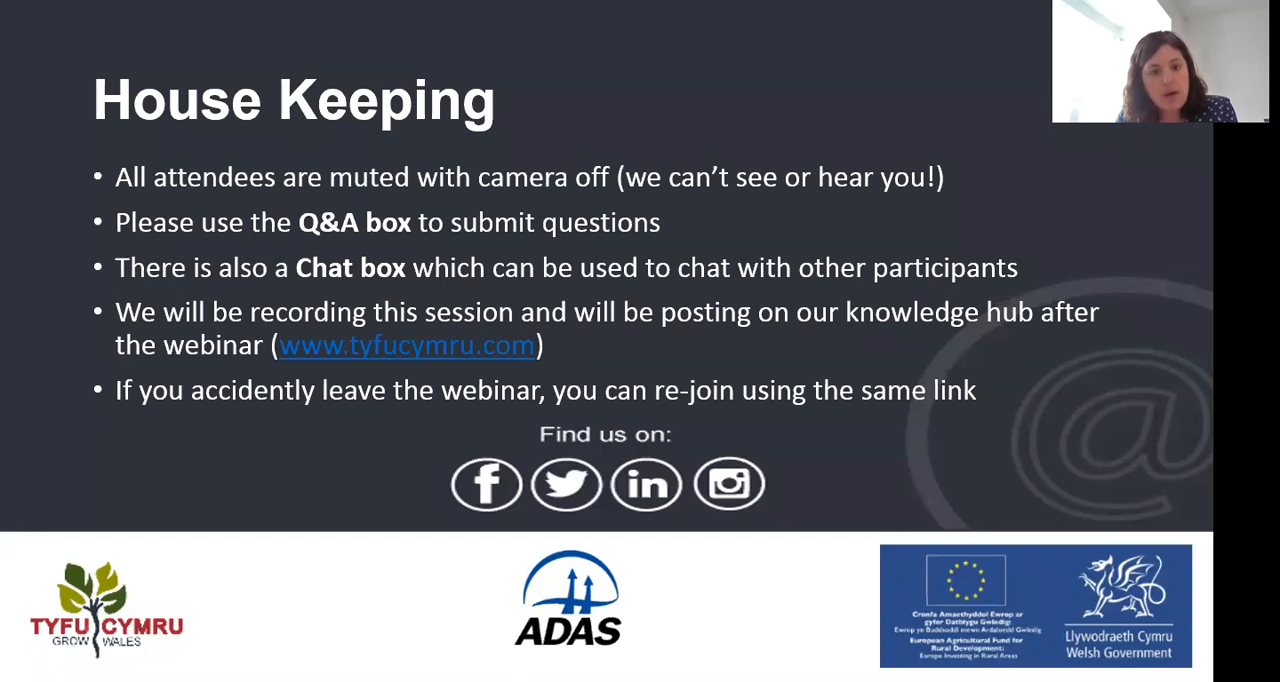 House Keeping
• All attendees are muted with camera off (we can't see or hear you!)
• Please use the Q&A box to submit questions
• There is also a Chat box which can be used to chat with other participants
• We will be recording this session and will be posting on our knowledge hub after
the webinar (www.tyfucymru.com)
• If you accidently leave the webinar, you can re-join using the same link
Find us on:
TYFU CYMRU
GROW WALES
ADAS
Cronfa Amaethyddol Ewrop ar
gyfer Datblygu Gwledig:
Ewrop yn Buddsoddi mewn Ardaloedd Gwledig
European Agricultural Fund for
Rural Development:
Europe Investing in Rural Areas
Llywodraeth Cymru
Welsh Government